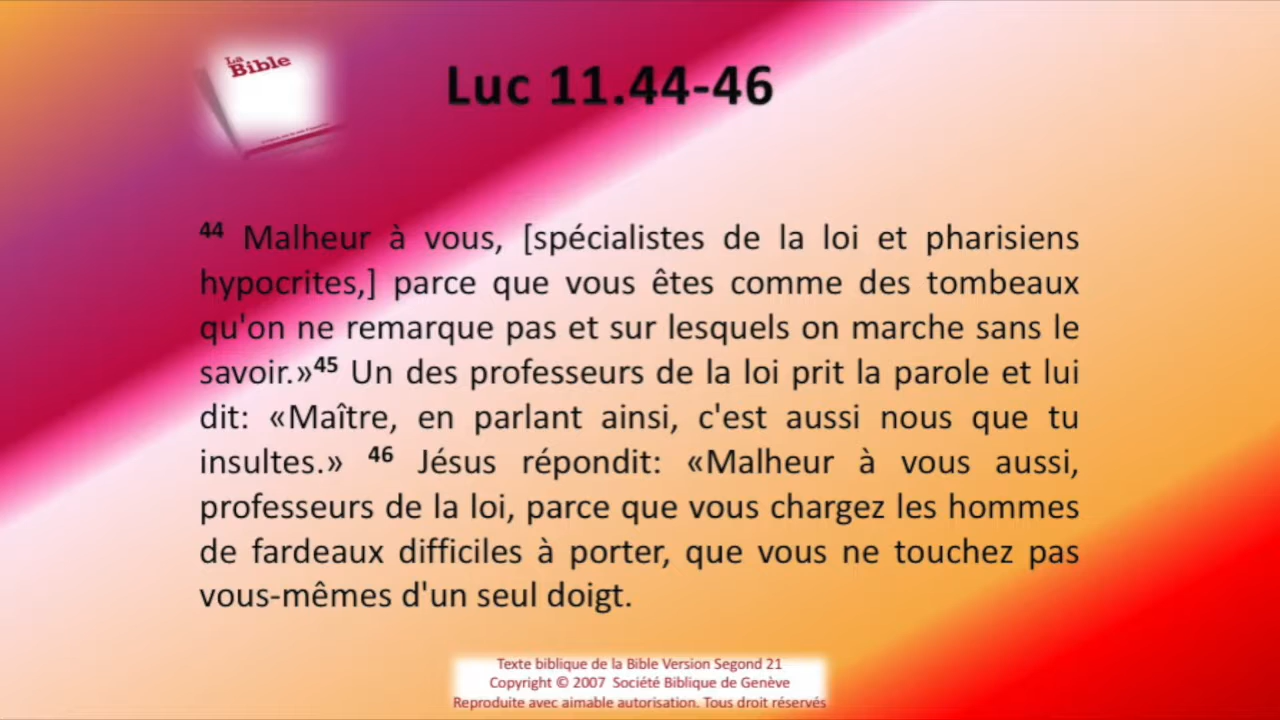 La
Bible
Luc 11.44-46
44 Malheur à vous, [spécialistes de la loi et pharisiens
hypocrites,] parce que vous êtes comme des tombeaux
qu'on ne remarque pas et sur lesquels on marche sans le
savoir.»45 Un des professeurs de la loi prit la parole et lui
dit: «Maître, en parlant ainsi, c'est aussi nous que tu
insultes.» 46 Jésus répondit: «Malheur à vous aussi,
professeurs de la loi, parce que vous chargez les hommes
de fardeaux difficiles à porter, que vous ne touchez pas
vous-mêmes d'un seul doigt.
Texte biblique de la Bible Version Segond 21
Copyright © 2007 Société Biblique de Genève
Reproduite avec aimable autorisation. Tous droit réservés